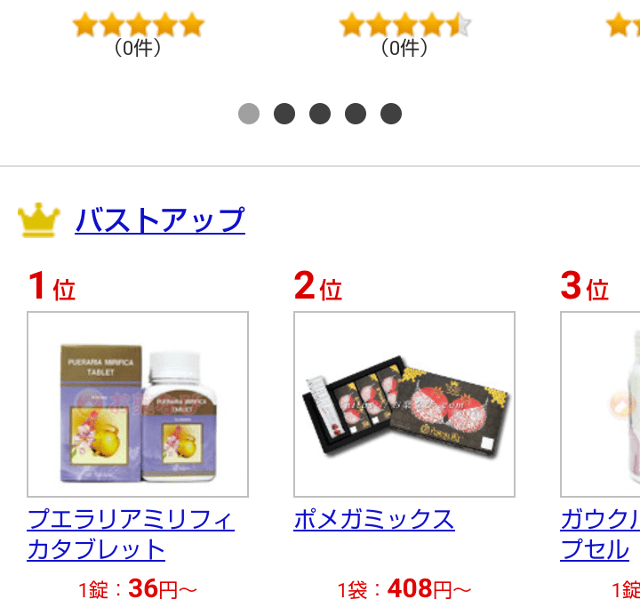 （0件）
（0件）
バストアップ
1位
2位
3位
PUERARIA MIRIFICA
TABLET
PUERARIA MIRIFICA
TABLET
プエラリアミリフィ
カタブレット
ポメガミックス
ガウクル
プセル
1錠：36円～
1袋：408円～
1錠